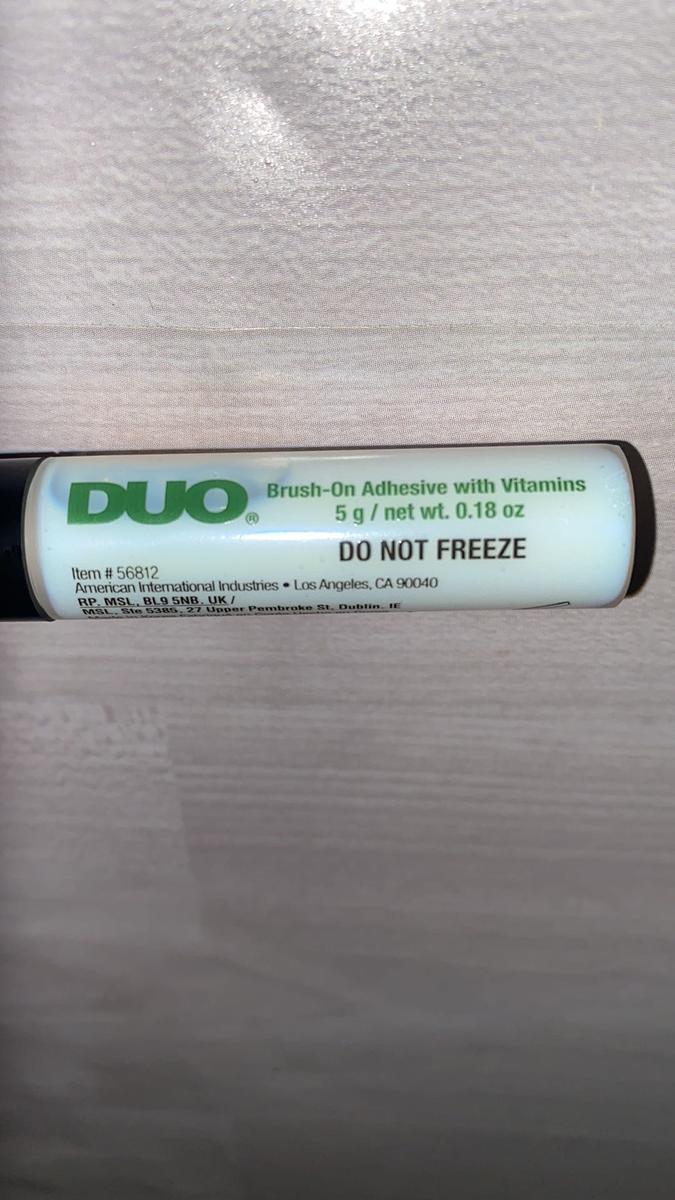 DUO® Brush-On Adhesive with Vitamins
5 g / net wt. 0.18 oz
DO NOT FREEZE
Item # 56812
American International Industries • Los Angeles, CA 90040
RP. MSL, BL9 5NB. UK /
MSL, Ste 5385, 27 Upper Pembroke St, Dublin. IE